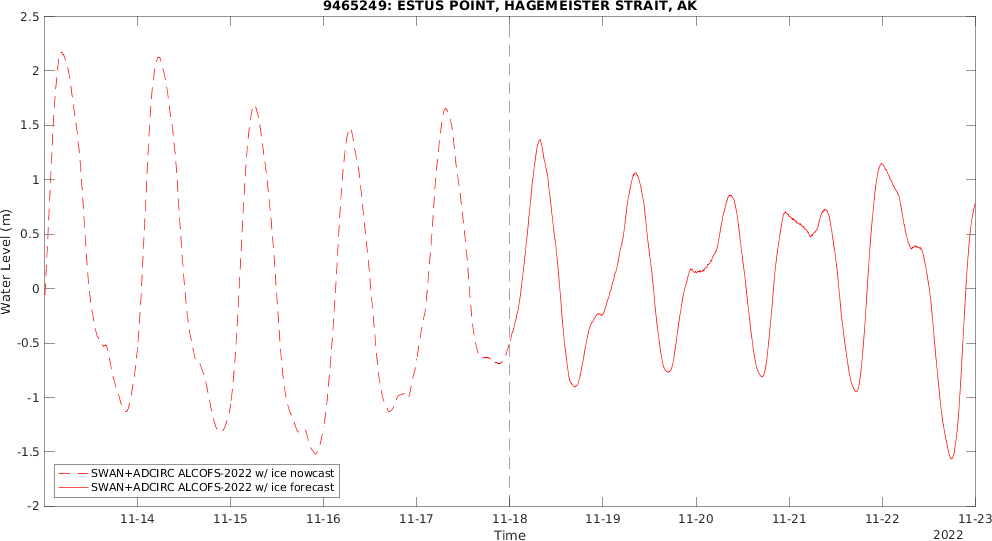 9465249: ESTUS POINT, HAGEMEISTER STRAIT, AK
2.5
2
1.5
1
0.5
0
-0.5
-1
-1.5
-2
Water Level (m)
SWAN+ADCIRC ALCOFS-2022 w/ ice nowcast
SWAN+ADCIRC ALCOFS-2022 w/ ice forecast
11-14 11-15 11-16 11-17 11-18 11-19 11-20 11-21 11-22 11-23
Time
2022